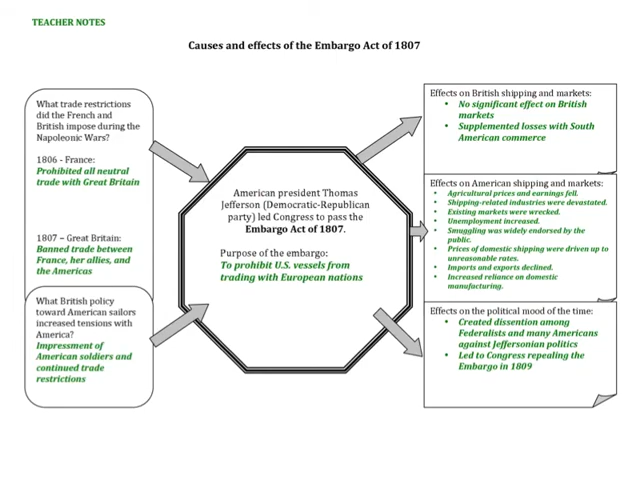 TEACHER NOTES
Causes and effects of the Embargo Act of 1807
What trade restrictions
did the French and
British impose during the
Napoleonic Wars?
1806 - France:
Prohibited all neutral
trade with Great Britain
1807 – Great Britain:
Banned trade between
France, her allies, and
the Americas
What British policy
toward American sailors
increased tensions with
America?
Impressment of
American soldiers and
continued trade
restrictions
American president Thomas
Jefferson (Democratic-Republican
party) led Congress to pass the
Embargo Act of 1807.
Purpose of the embargo:
To prohibit U.S. vessels from
trading with European nations
Effects on British shipping and markets:
• No significant effect on British
markets
• Supplemented losses with South
American commerce
Effects on American shipping and markets:
• Agricultural prices and earnings fell.
• Shipping-related industries were devastated.
• Existing markets were wrecked.
• Unemployment increased.
• Smuggling was widely endorsed by the
public.
• Prices of domestic shipping were driven up to
unreasonable rates.
• Imports and exports declined.
• Increased reliance on domestic
manufacturing.
Effects on the political mood of the time:
• Created dissention among
Federalists and many Americans
against Jeffersonian politics
• Led to Congress repealing the
Embargo in 1809